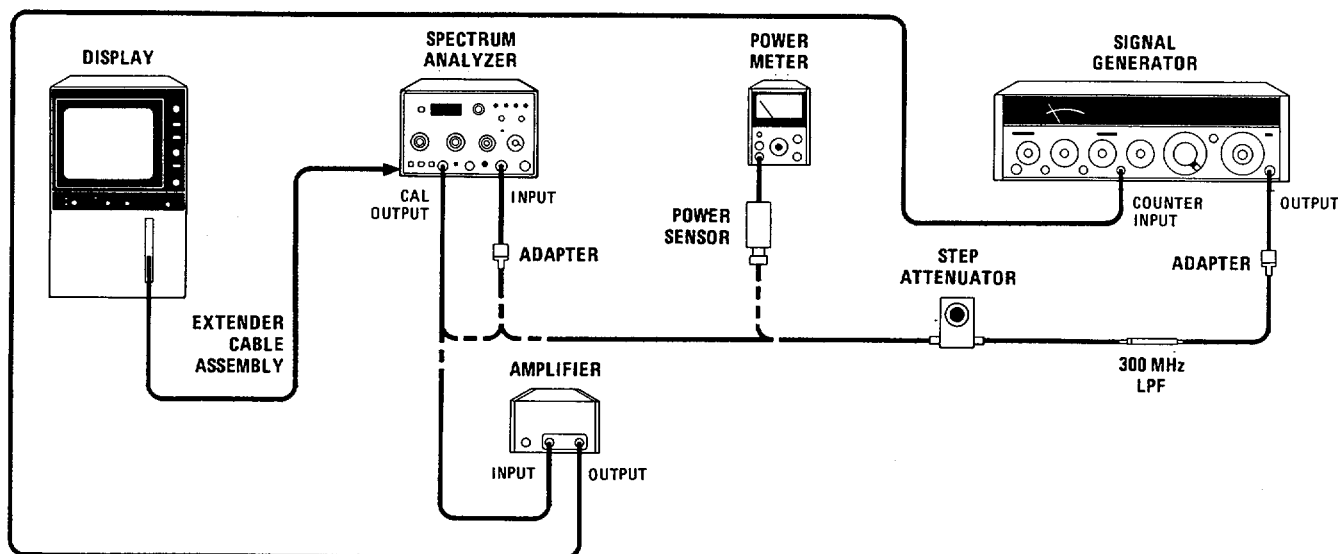 DISPLAY
SPECTRUM
ANALYZER
POWER
METER
SIGNAL
GENERATOR
CAL
OUTPUT
INPUT
ADAPTER
POWER
SENSOR
COUNTER
INPUT
OUTPUT
STEP
ATTENUATOR
ADAPTER
EXTENDER
CABLE
ASSEMBLY
AMPLIFIER
300 MHz
LPF
INPUT
OUTPUT